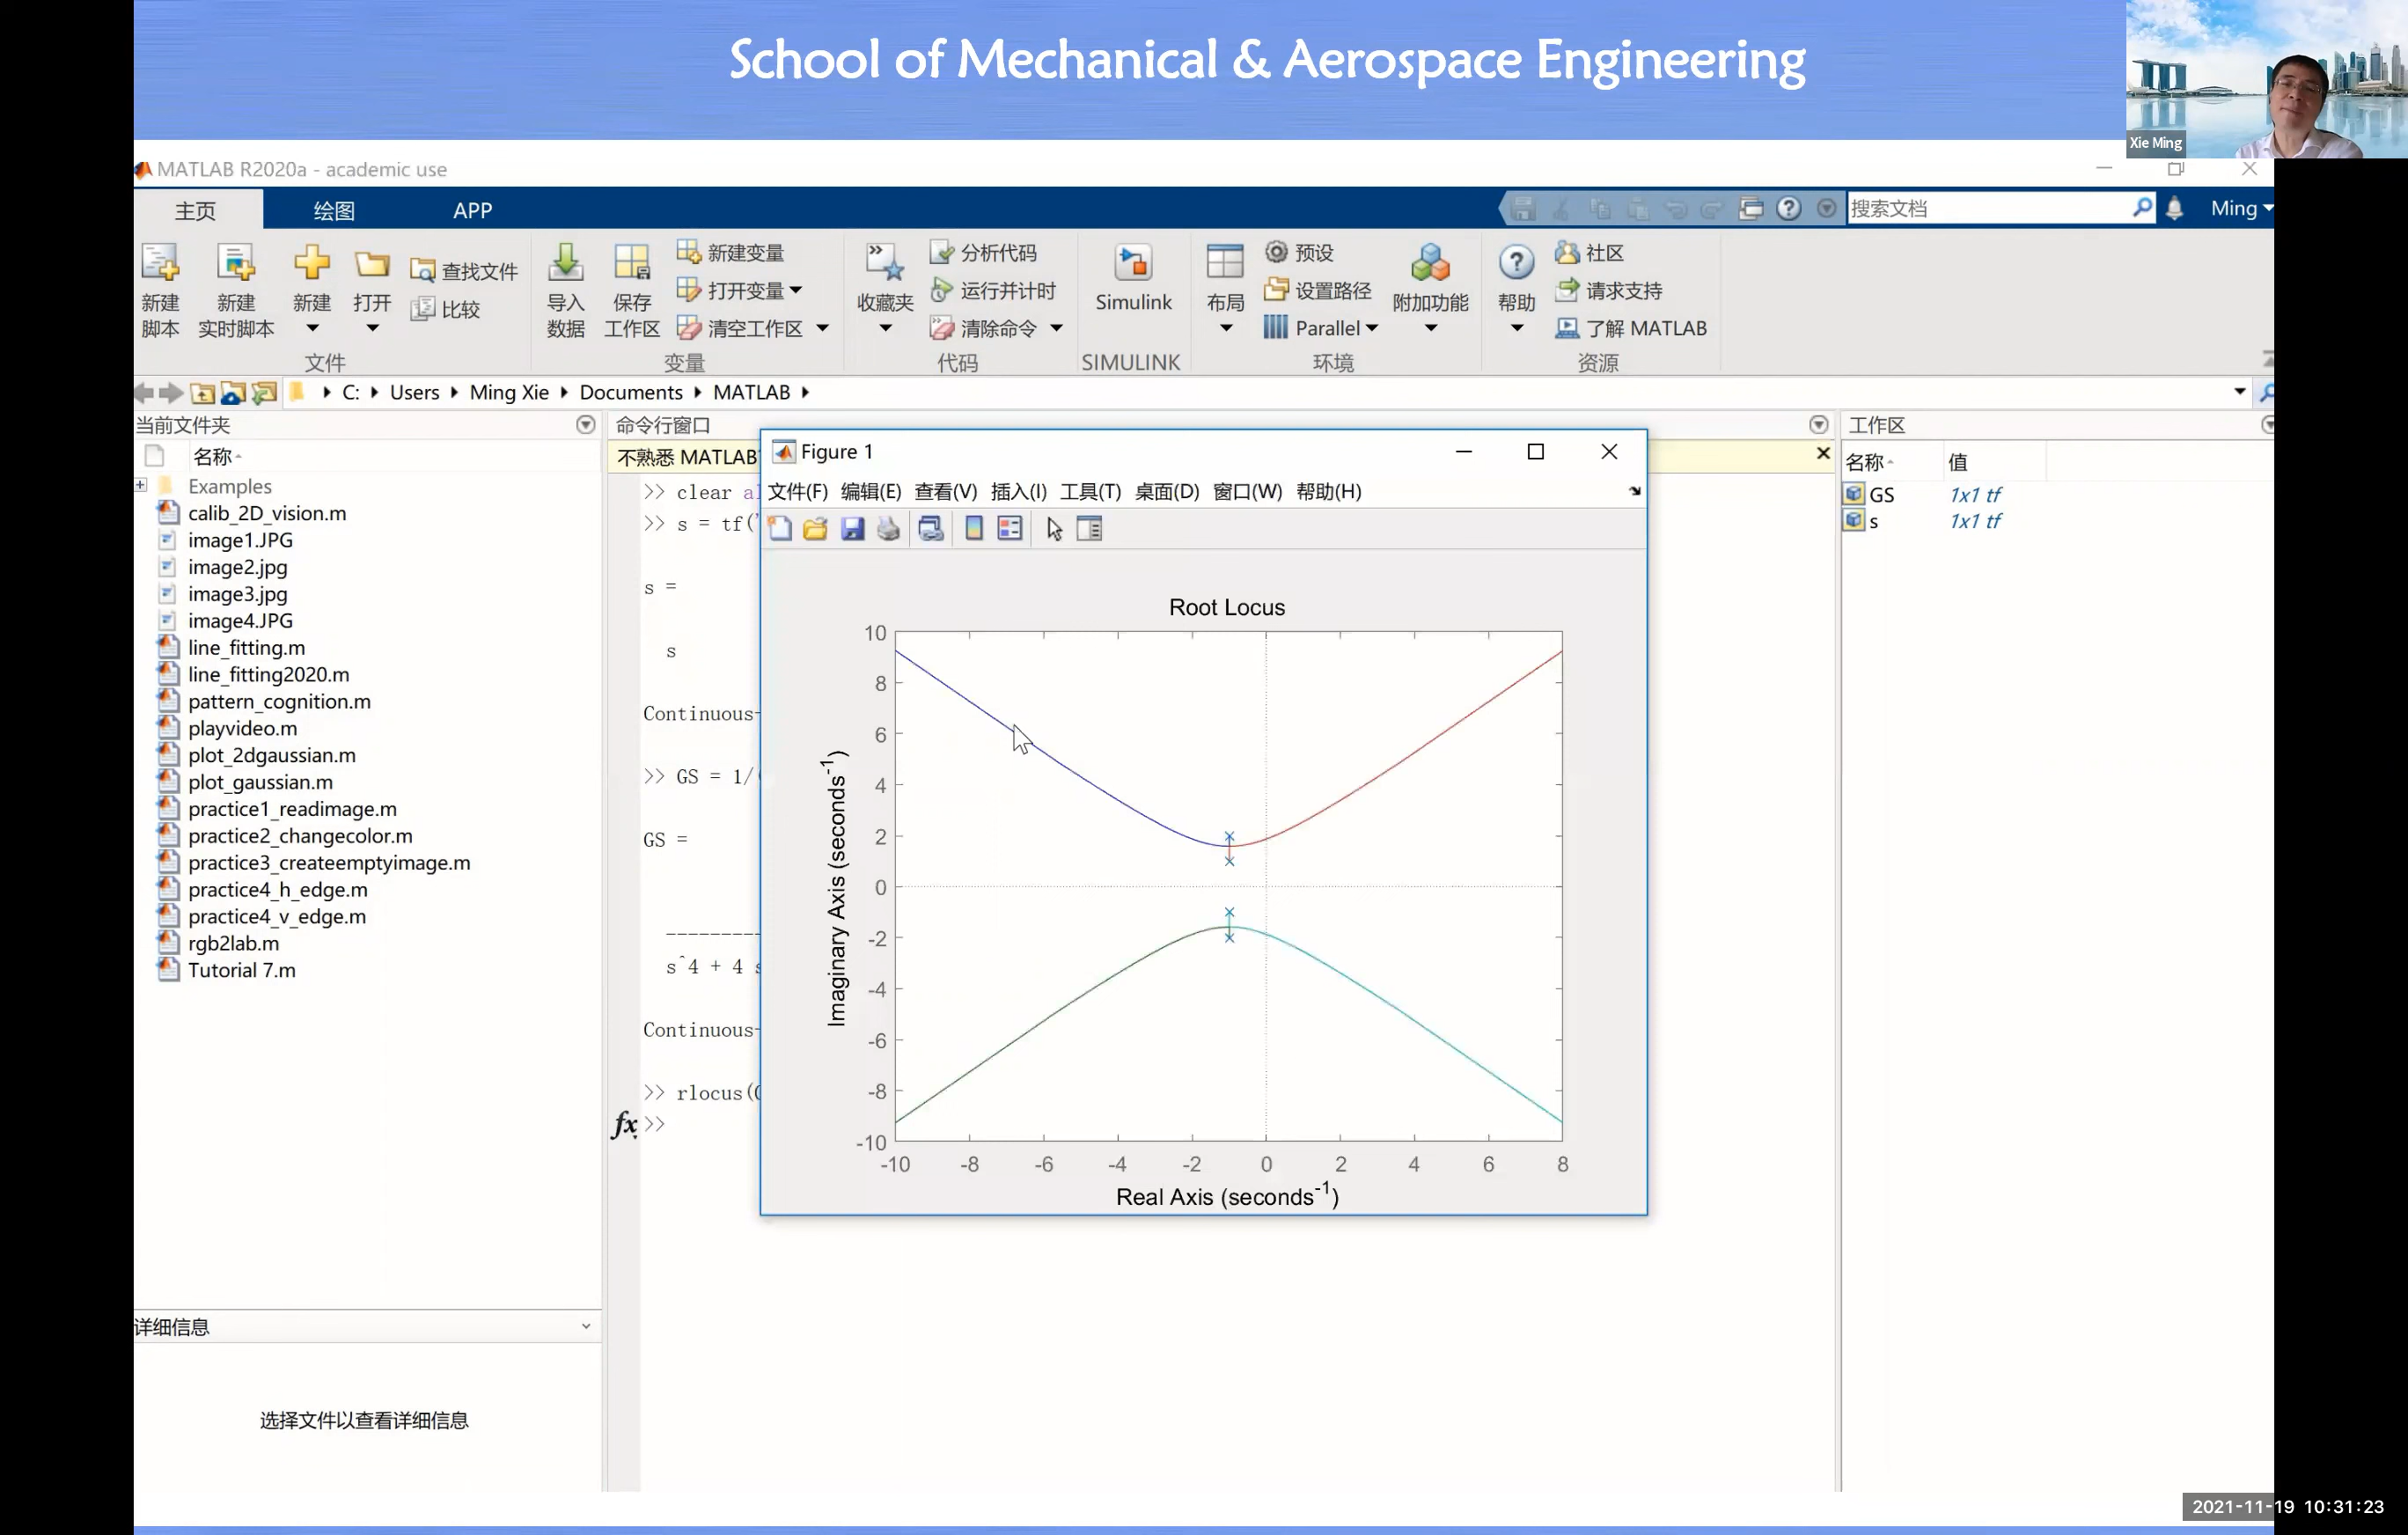 School of Mechanical & Aerospace Engineering
Xie Ming
MATLAB R2020a - academic use
主页 绘图 APP
搜索文档
Ming
新建
脚本
新建
实时脚本
新建
打开
查找文件
比较
文件
导入
数据
保存
工作区
新建变量
打开变量
清空工作区
变量
收藏夹
分析代码
运行并计时
清除命令
代码
Simulink
SIMULINK
布局
预设
设置路径
Parallel
附加功能
环境
帮助
社区
请求支持
了解 MATLAB
资源
C: Users Ming Xie Documents MATLAB
当前文件夹
名称
Examples
calib_2D_vision.m
image1.JPG
image2.jpg
image3.jpg
image4.JPG
line_fitting.m
line_fitting2020.m
pattern_cognition.m
playvideo.m
plot_2dgaussian.m
plot_gaussian.m
practice1_readimage.m
practice2_changecolor.m
practice3_createemptyimage.m
practice4_h_edge.m
practice4_v_edge.m
rgb2lab.m
Tutorial 7.m
详细信息
选择文件以查看详细信息
命令行窗口
不熟悉 MATLAB
>> clear al
>> s = tf('
s =
s
Continuous-
>> GS = 1/
GS =
---------
s^4 + 4 s
Continuous-
>> rlocus(
fx >>
Figure 1
文件(F) 编辑(E) 查看(V) 插入(I) 工具(T) 桌面(D) 窗口(W) 帮助(H)
Root Locus
Imaginary Axis (seconds⁻¹)
10
8
6
4
2
0
-2
-4
-6
-8
-10
-10 -8 -6 -4 -2 0 2 4 6 8
Real Axis (seconds⁻¹)
工作区
名称 值
GS 1x1 tf
s 1x1 tf
2021-11-19 10:31:23